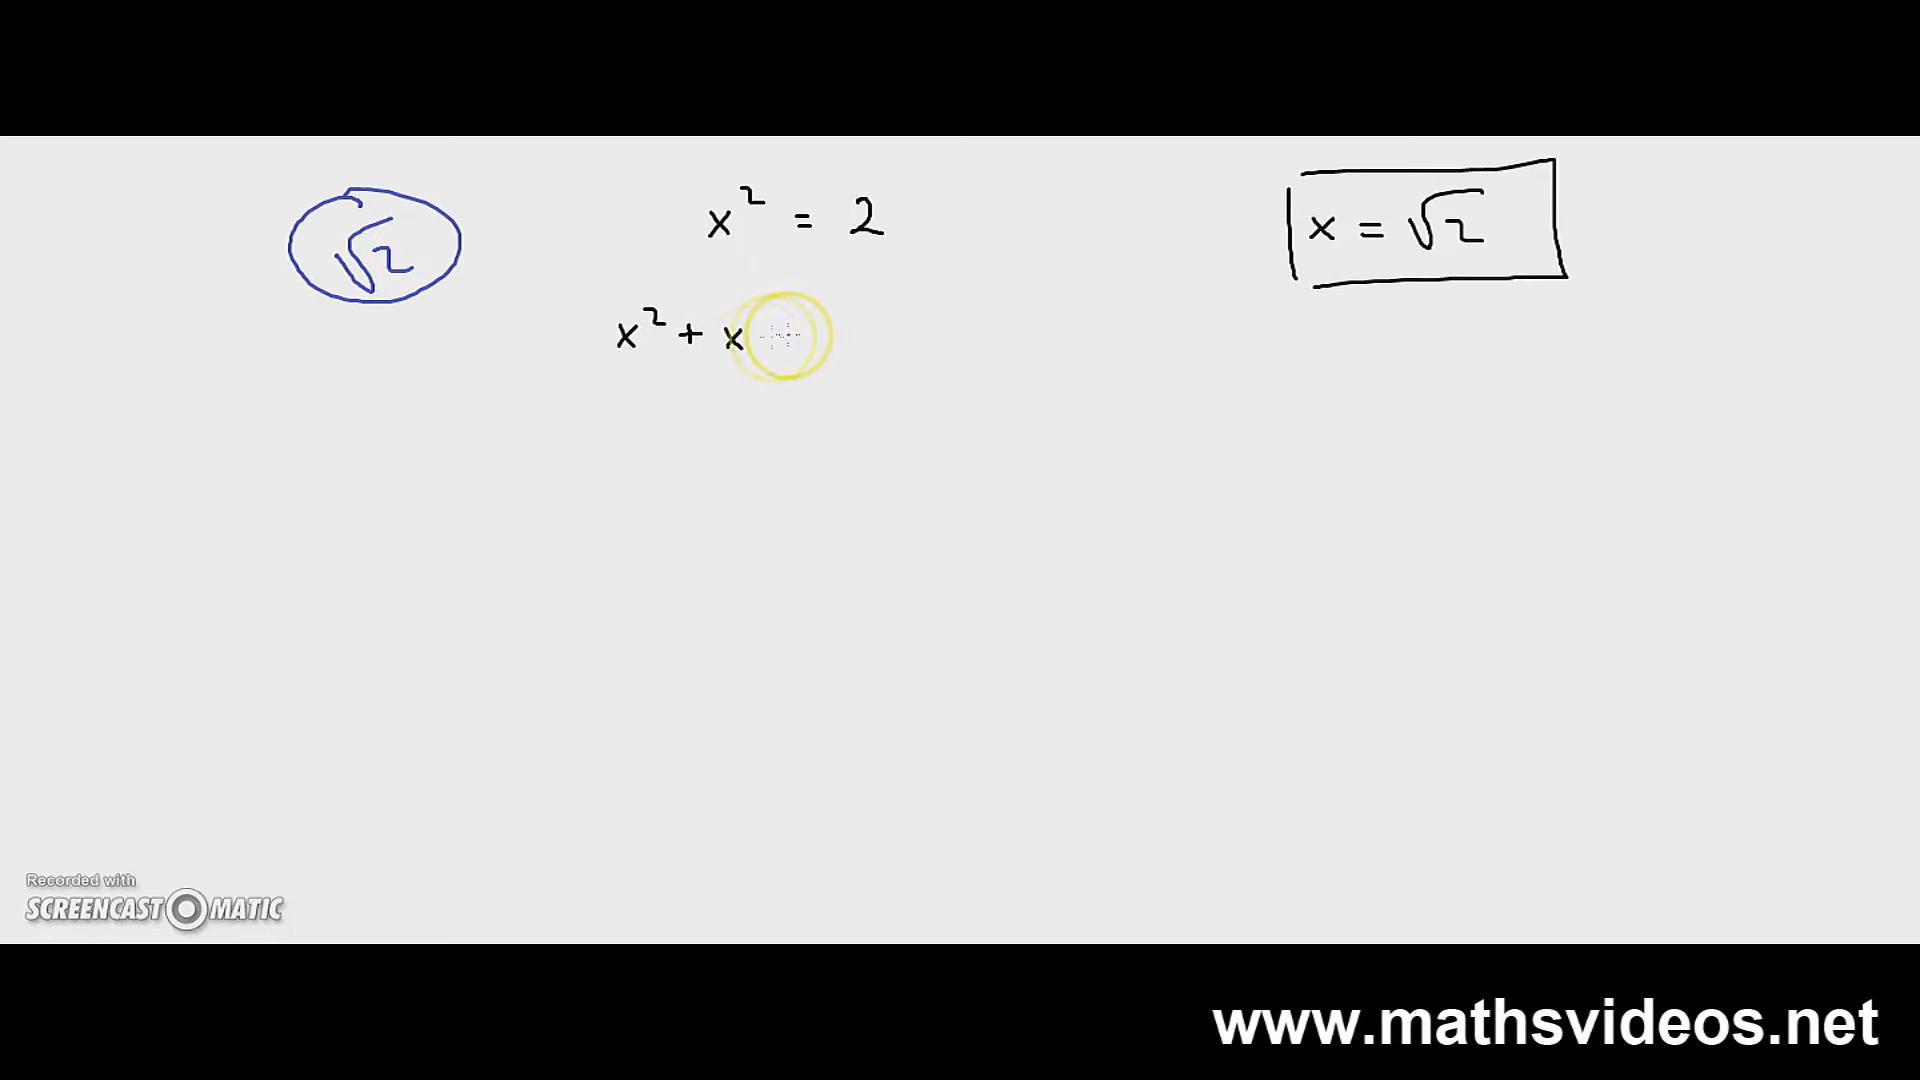 √2
x² = 2
x = √2
x² + x
Recorded with
SCREENCAST MATIC
www.mathsvideos.net